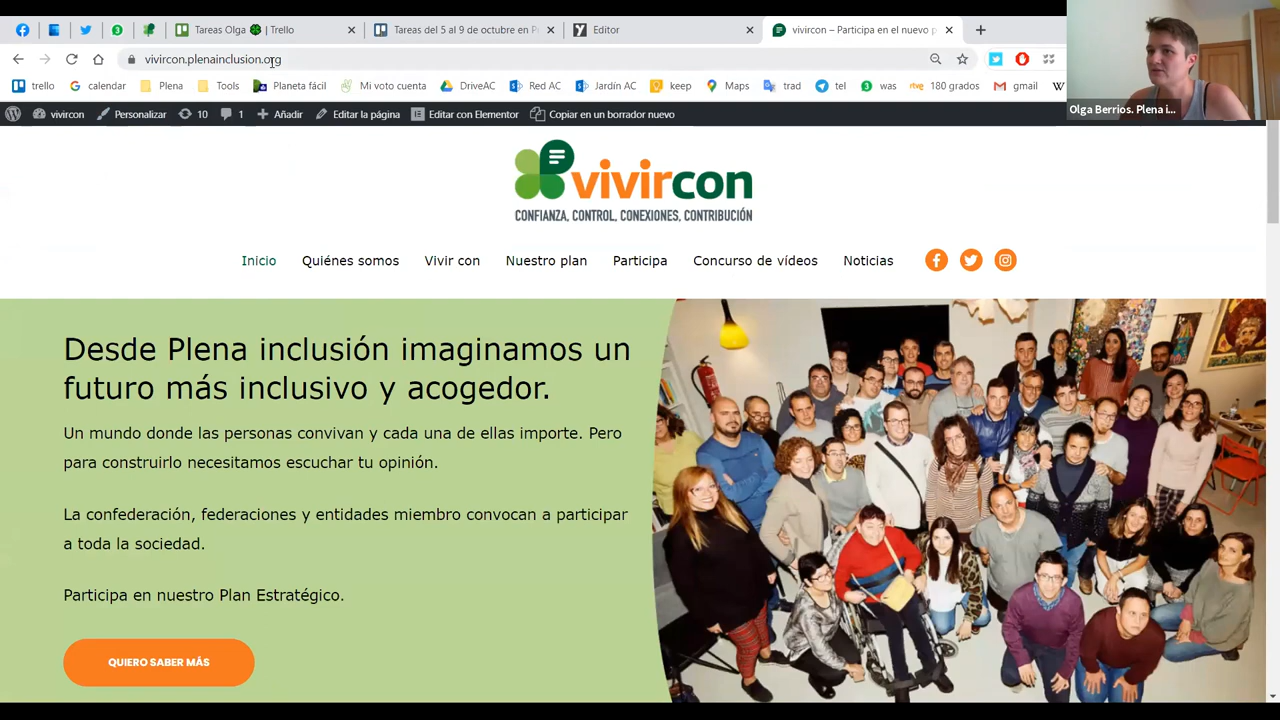 Tareas Olga | Trello
Tareas del 5 al 9 de octubre en P
Editor
vivircon – Participa en el nuevo p
vivircon.plenainclusion.org
trello
calendar
Plena
Tools
Planeta fácil
Mi voto cuenta
DriveAC
Red AC
Jardín AC
keep
Maps
trad
tel
was
rtve 180 grados
gmail
W
Olga Berrios. Plena i...
vivircon
Personalizar
10
1
Añadir
Editar la página
Editar con Elementor
Copiar en un borrador nuevo
vivircon
CONFIANZA, CONTROL, CONEXIONES, CONTRIBUCIÓN
Inicio
Quiénes somos
Vivir con
Nuestro plan
Participa
Concurso de vídeos
Noticias
Desde Plena inclusión imaginamos un
futuro más inclusivo y acogedor.
Un mundo donde las personas convivan y cada una de ellas importe. Pero
para construirlo necesitamos escuchar tu opinión.
La confederación, federaciones y entidades miembro convocan a participar
a toda la sociedad.
Participa en nuestro Plan Estratégico.
QUIERO SABER MÁS